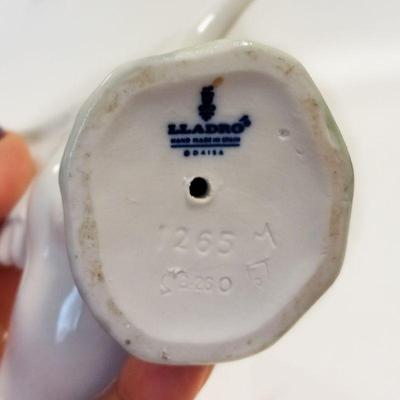 LLADRÓ
HAND MADE IN SPAIN
© DAISA
1265 M